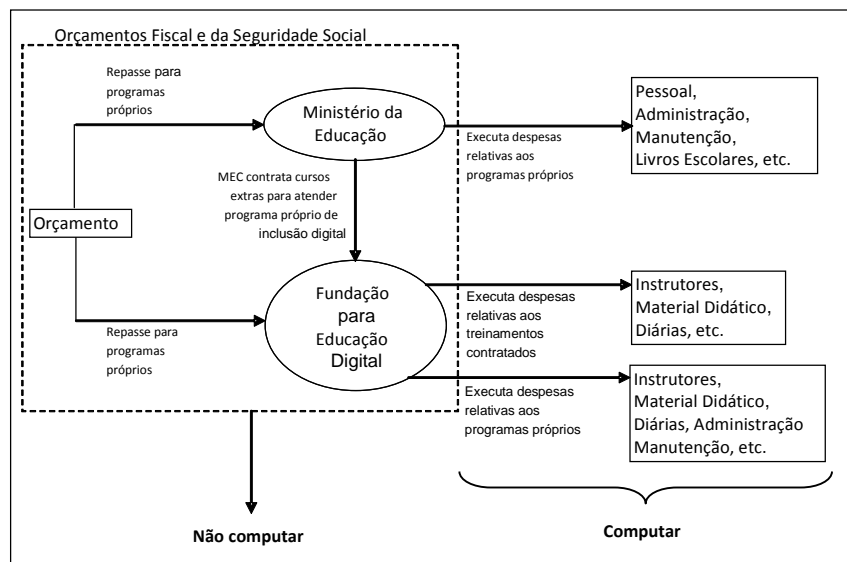 Orçamentos Fiscal e da Seguridade Social
Repasse para
programas
próprios
Ministério da
Educação
Executa despesas
relativas aos
programas próprios
Pessoal,
Administração,
Manutenção,
Livros Escolares, etc.
MEC contrata cursos
extras para atender
programa próprio de
inclusão digital
Orçamento
Fundação
para
Educação
Digital
Executa despesas
relativas aos
treinamentos
contratados
Instrutores,
Material Didático,
Diárias, etc.
Repasse para
programas
próprios
Executa despesas
relativas aos
programas próprios
Instrutores,
Material Didático,
Diárias, Administração
Manutenção, etc.
Não computar
Computar